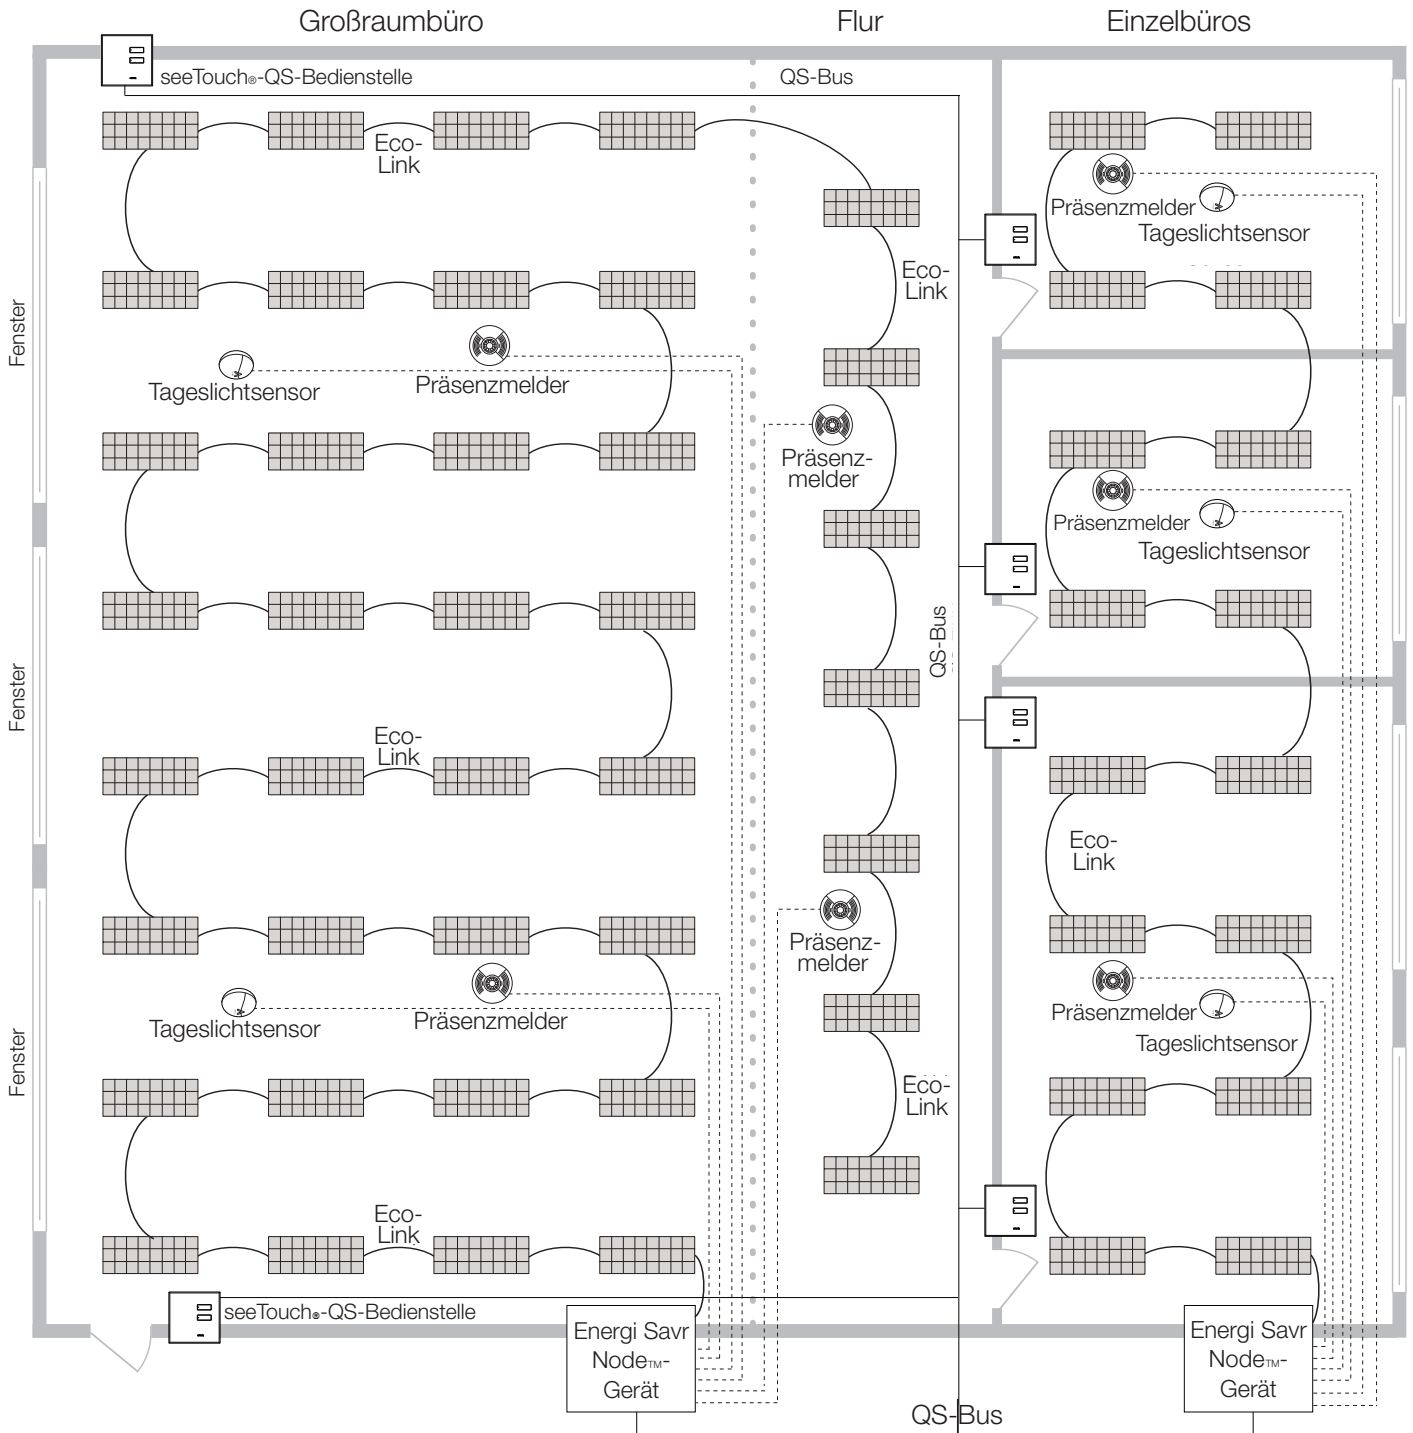 Großraumbüro
Flur
Einzelbüros
seeTouch®-QS-Bedienstelle
QS-Bus
Eco-
Link
Präsenzmelder
Tageslichtsensor
Eco-
Link
Fenster
Tageslichtsensor
Präsenzmelder
Präsenz-
melder
Präsenzmelder
Tageslichtsensor
QS-Bus
Fenster
Eco-
Link
Eco-
Link
Präsenz-
melder
Tageslichtsensor
Präsenzmelder
Präsenzmelder
Tageslichtsensor
Fenster
Eco-
Link
Eco-
Link
seeTouch®-QS-Bedienstelle
Energi Savr
Node™-
Gerät
Energi Savr
Node™-
Gerät
QS-Bus